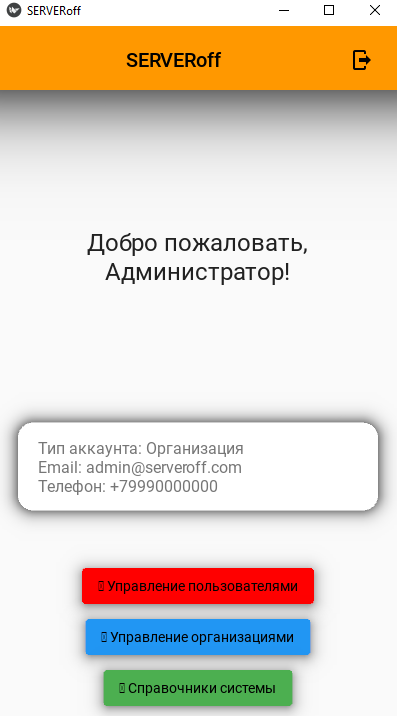 SERVERoff
SERVERoff
Добро пожаловать,
Администратор!
Тип аккаунта: Организация
Email: admin@serveroff.com
Телефон: +79990000000
Управление пользователями
Управление организациями
Справочники системы